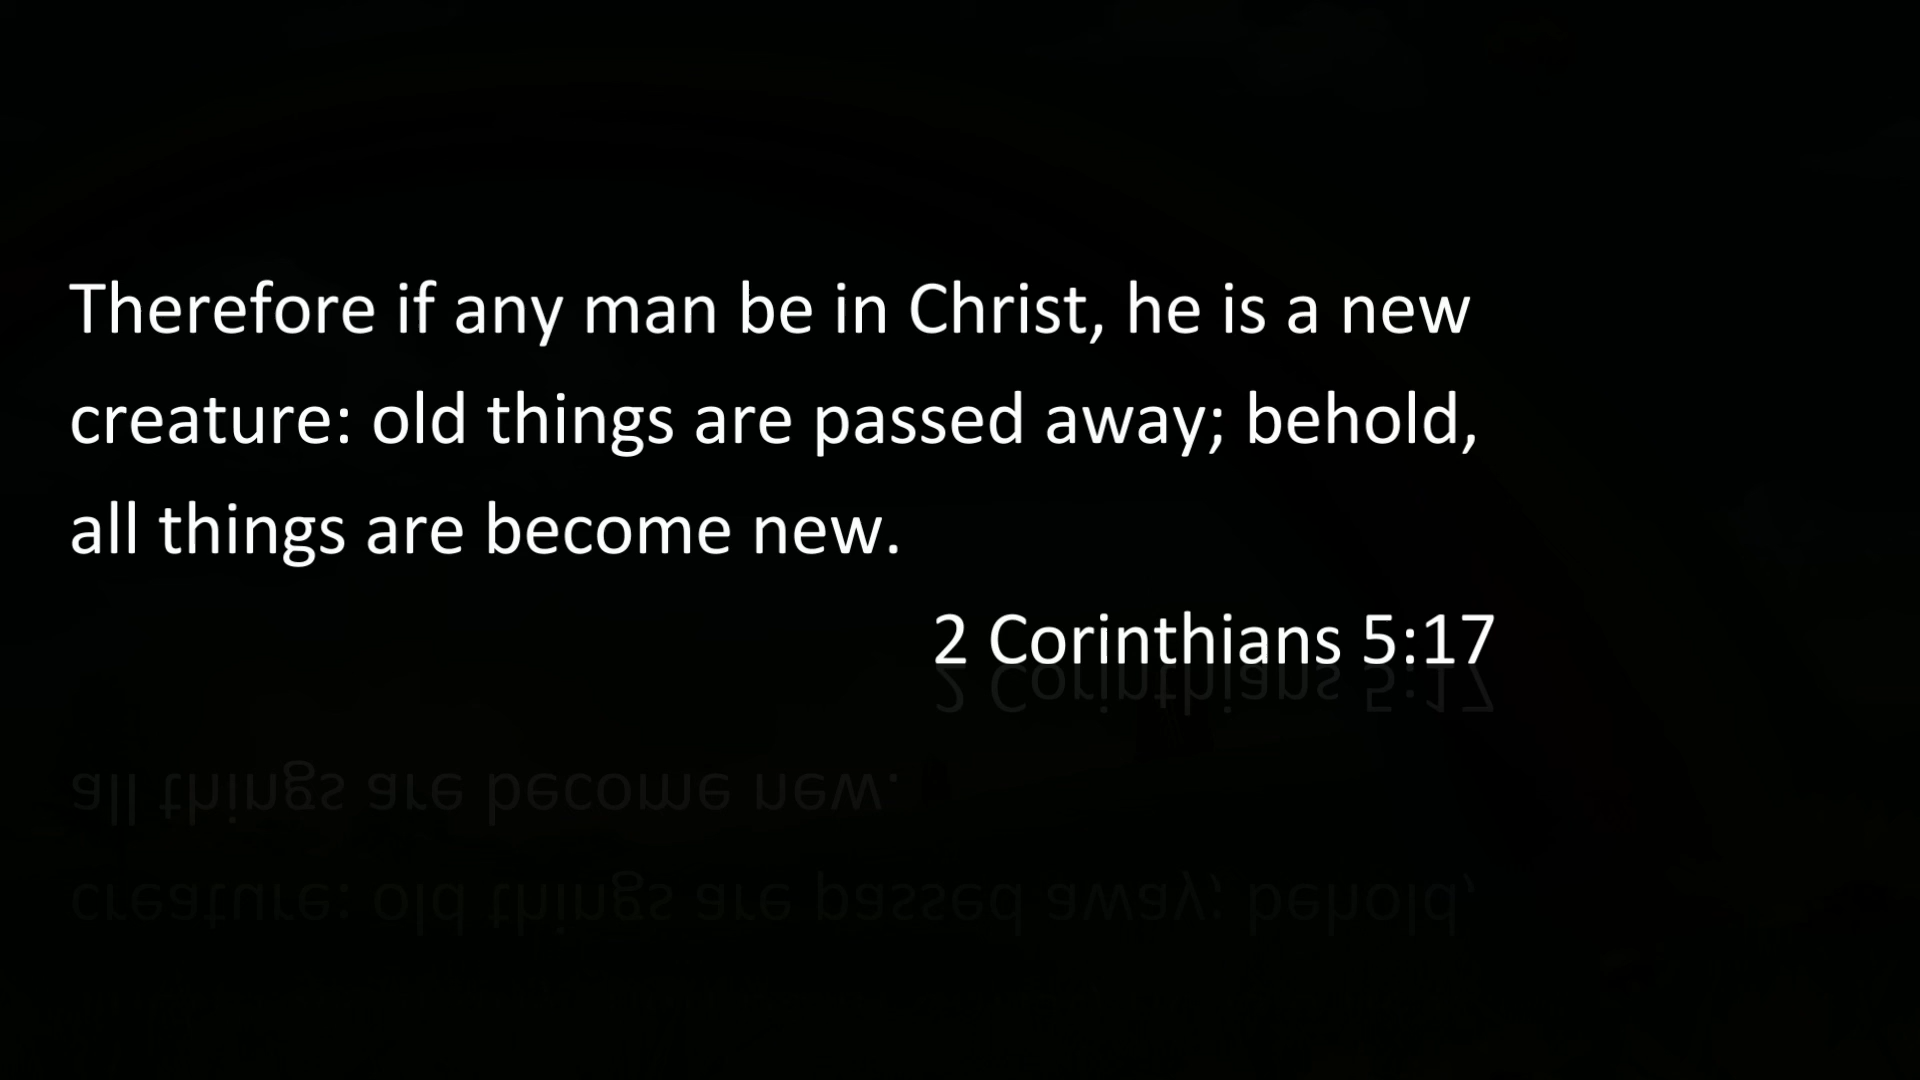 Therefore if any man be in Christ, he is a new
creature: old things are passed away; behold,
all things are become new.
2 Corinthians 5:17